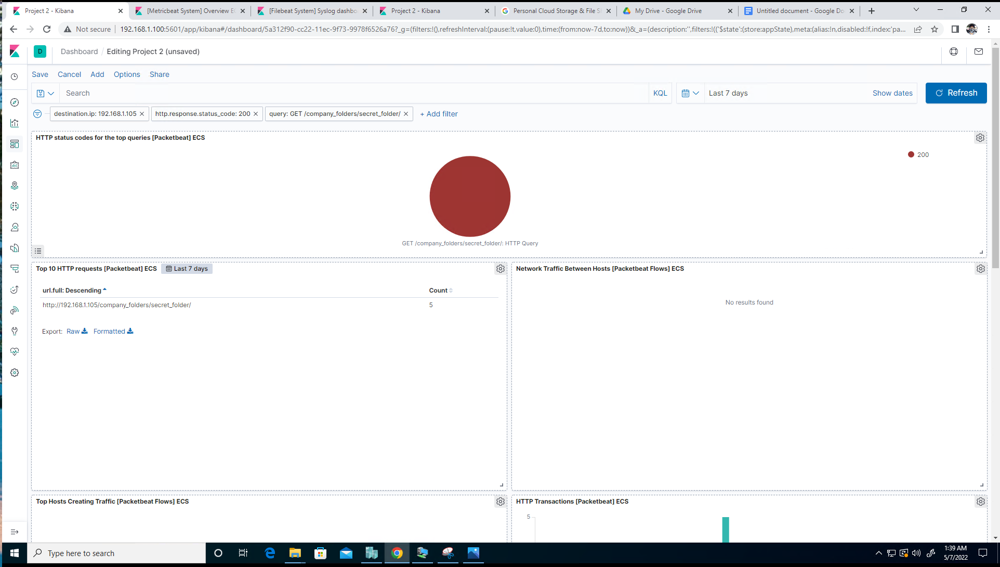 Project 2 - Kibana
[Metricbeat System] Overview EC
[Filebeat System] Syslog dashbo
Project 2 - Kibana
Personal Cloud Storage & File Sh
My Drive - Google Drive
Untitled document - Google Do
Not secure
192.168.1.100:5601/app/kibana#/dashboard/5a312f90-cc22-11ec-9f73-9978f6526a76?_g=(filters:!(),refreshInterval:(pause:!t,value:0),time:(from:now-7d,to:now))&_a=(description:'',filters:!(('$state':(store:appState),meta:(alias:!n,disabled:!f,index:'pa...
D
Dashboard / Editing Project 2 (unsaved)
Save Cancel Add Options Share
Search
KQL
Last 7 days
Show dates
Refresh
destination.ip: 192.168.1.105
http.response.status_code: 200
query: GET /company_folders/secret_folder/
+ Add filter
HTTP status codes for the top queries [Packetbeat] ECS
200
GET /company_folders/secret_folder/: HTTP Query
Top 10 HTTP requests [Packetbeat] ECS
Last 7 days
url.full: Descending
Count
http://192.168.1.105/company_folders/secret_folder/
5
Export: Raw Formatted
Network Traffic Between Hosts [Packetbeat Flows] ECS
No results found
Top Hosts Creating Traffic [Packetbeat Flows] ECS
HTTP Transactions [Packetbeat] ECS
5
Type here to search
1:39 AM
5/7/2022